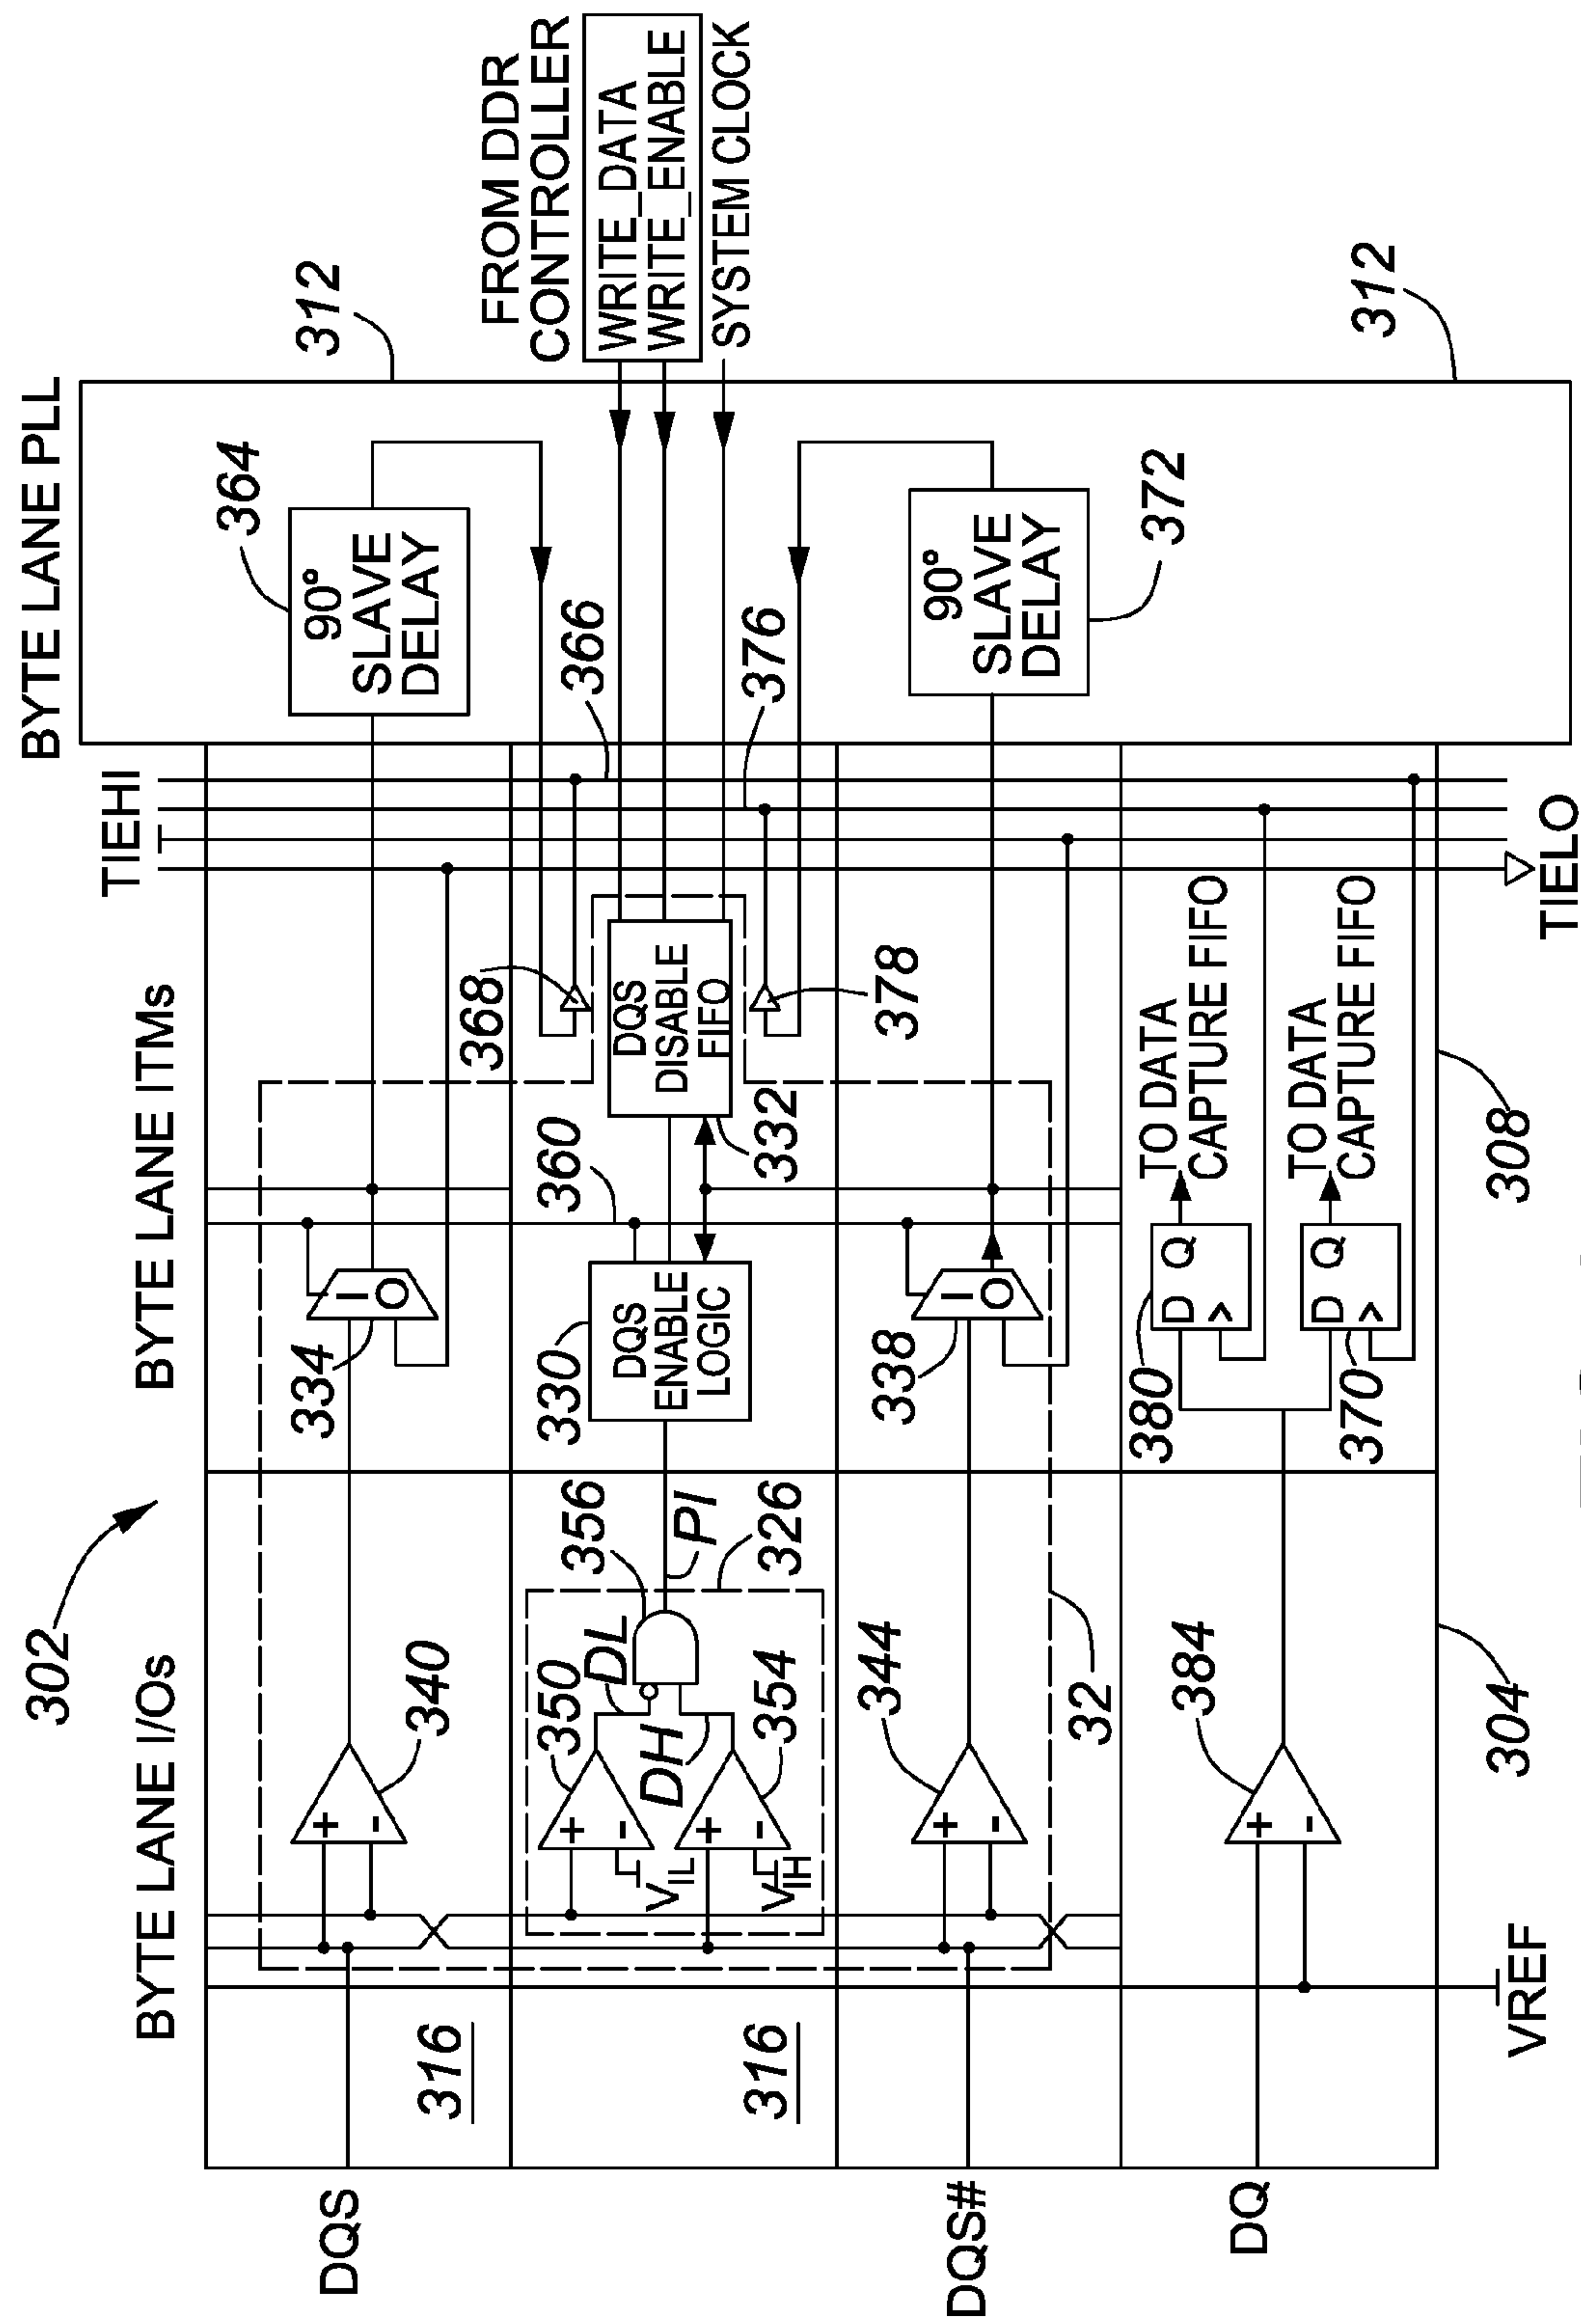 302
BYTE LANE I/Os
BYTE LANE ITMs
BYTE LANE PLL
TIEHI
312
364
90°
SLAVE
DELAY
FROM DDR
CONTROLLER
WRITE_DATA
WRITE_ENABLE
SYSTEM CLOCK
DQS
316
340
+
-
334
I
O
360
368
366
376
350
DL
356
+
-
VIL
DH
PI
326
354
+
-
VIH
316
330
DQS
ENABLE
LOGIC
332
DQS
DISABLE
FIFO
378
DQS#
344
+
-
32
338
I
O
90°
SLAVE
DELAY
372
DQ
384
+
-
380
D Q
>
TO DATA
CAPTURE FIFO
370
D Q
>
TO DATA
CAPTURE FIFO
VREF
304
308
TIELO
312